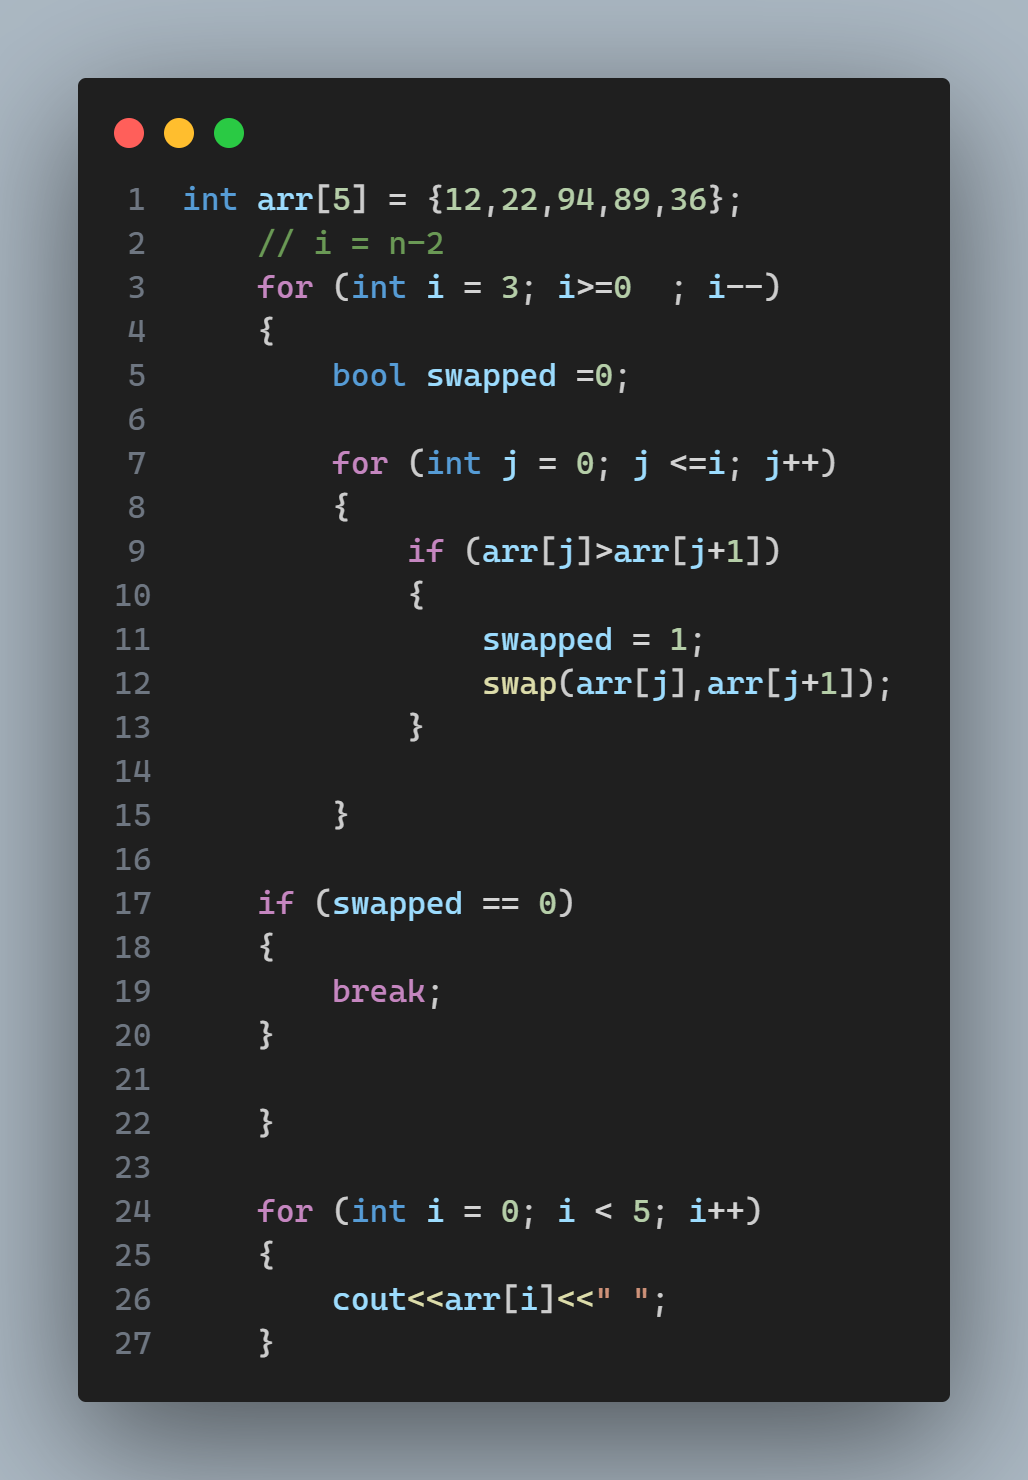 1 int arr[5] = {12,22,94,89,36};
2     // i = n-2
3     for (int i = 3; i>=0  ; i--)
4     {
5         bool swapped =0;
6
7         for (int j = 0; j <=i; j++)
8         {
9             if (arr[j]>arr[j+1])
10             {
11                 swapped = 1;
12                 swap(arr[j],arr[j+1]);
13             }
14
15         }
16
17     if (swapped == 0)
18     {
19         break;
20     }
21
22     }
23
24     for (int i = 0; i < 5; i++)
25     {
26         cout<<arr[i]<<" ";
27     }